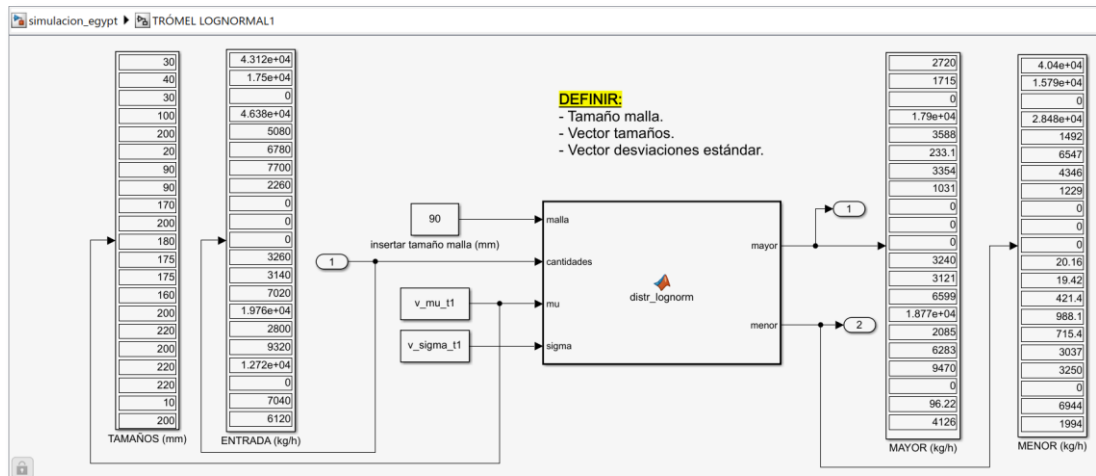 simulacion_egypt ▶ TRÓMEL LOGNORMAL1
30
40
30
100
200
20
90
90
170
200
180
175
175
160
200
220
200
220
220
10
200
TAMAÑOS (mm)
4.312e+04
1.75e+04
0
4.638e+04
5080
6780
7700
2260
0
0
0
3260
3140
7020
1.976e+04
2800
9320
1.272e+04
0
7040
6120
ENTRADA (kg/h)
DEFINIR:
- Tamaño malla.
- Vector tamaños.
- Vector desviaciones estándar.
90
insertar tamaño malla (mm)
1
v_mu_t1
v_sigma_t1
malla
cantidades
mu
sigma
distr_lognorm
mayor
menor
1
2
2720
1715
0
1.79e+04
3588
233.1
3354
1031
0
0
0
3240
3121
6599
1.877e+04
2085
6283
9470
0
96.22
4126
MAYOR (kg/h)
4.04e+04
1.579e+04
0
2.848e+04
1492
6547
4346
1229
0
0
0
20.16
19.42
421.4
988.1
715.4
3037
3250
0
6944
1994
MENOR (kg/h)